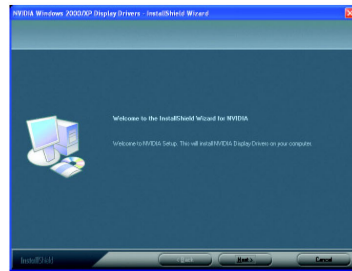 NVIDIA Windows 2000/XP Display Drivers - InstallShield Wizard
Welcome to the InstallShield Wizard for NVIDIA
Welcome to NVIDIA Setup. This will install NVIDIA Display Drivers on your computer.
InstallShield
< Back
Next >
Cancel